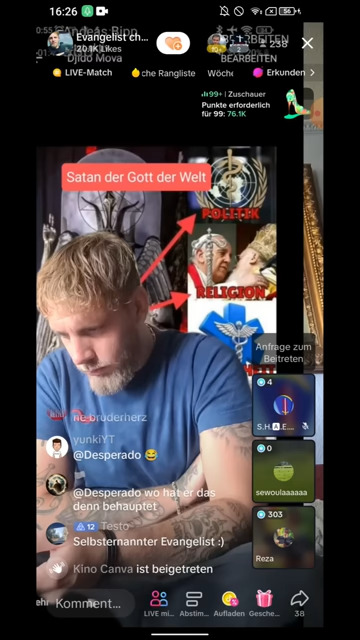 16:26
56
Evangelist ch...
20.1K Likes
Djido Mova
BEARBEITEN
238
LIVE-Match
che Rangliste
Woche
Erkunden
99+ | Zuschauer
Punkte erforderlich
für 99: 76.1K
Satan der Gott der Welt
POLITIK
RELIGION
Anfrage zum
Beitreten
4
S.H.A.E....
0
sewoulaaaaaa
303
Reza
ne_bruderherz
yunkiYT
@Desperado 😂
@Desperado wo hat er das
denn behauptet
12 Testo
Selbsternannter Evangelist :)
Kino Canva ist beigetreten
Komment...
LIVE mi...
Abstim...
Aufladen
Gesche...
38